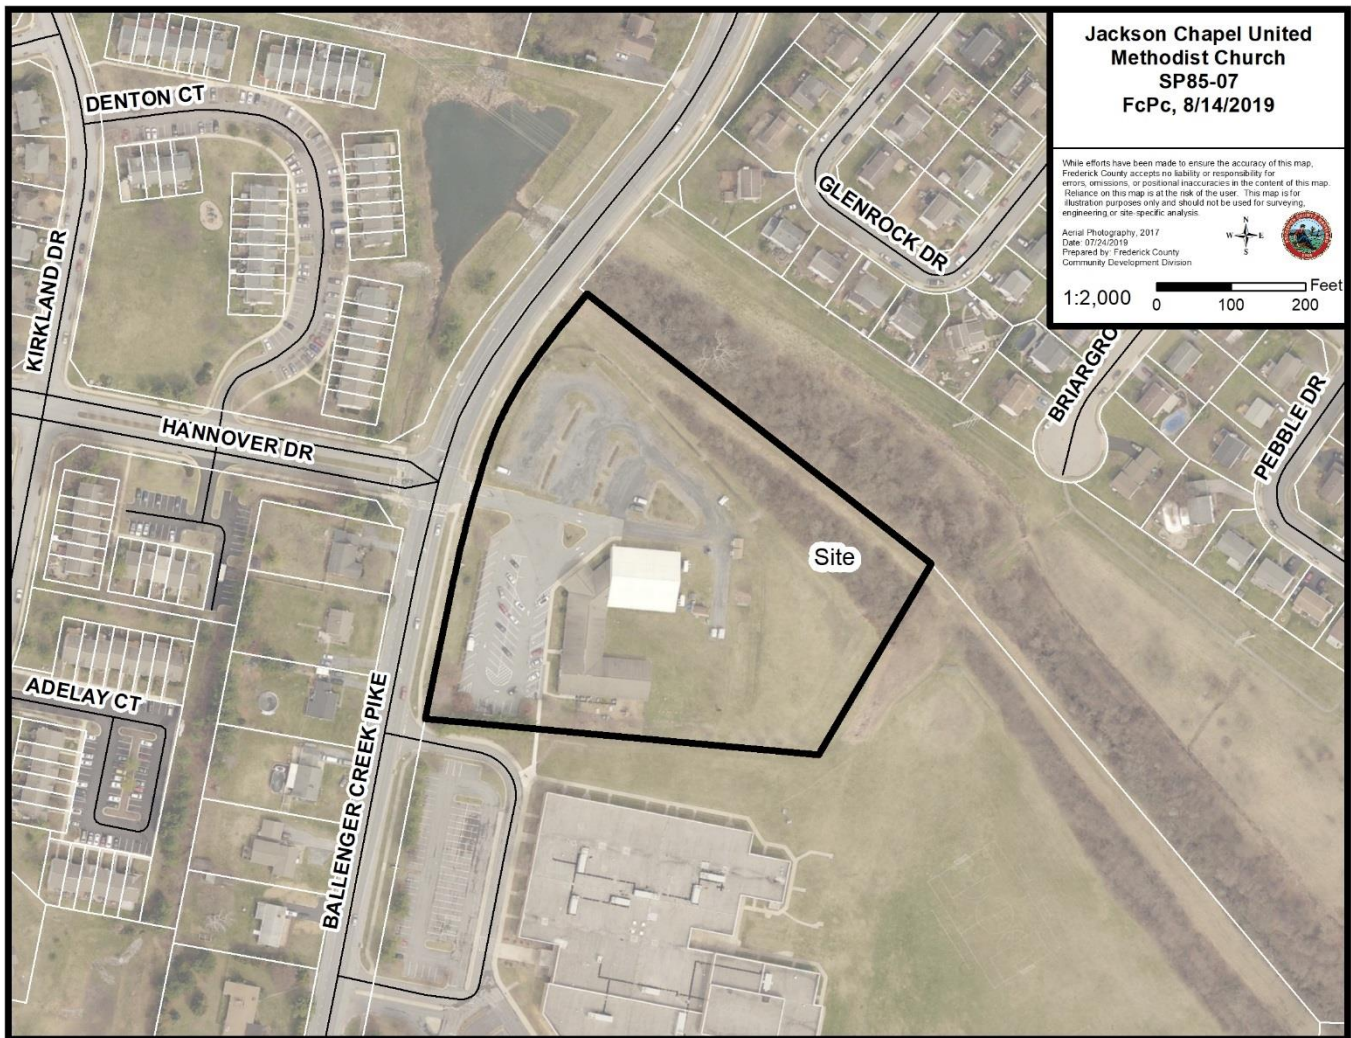 Jackson Chapel United
Methodist Church
SP85-07
FcPc, 8/14/2019
While efforts have been made to ensure the accuracy of this map,
Frederick County accepts no liability or responsibility for
errors, omissions, or positional inaccuracies in the content of this map.
Reliance on this map is at the risk of the user. This map is for
illustration purposes only and should not be used for surveying,
engineering or site-specific analysis.
Aerial Photography, 2017
Date: 07/24/2019
Prepared by: Frederick County
Community Development Division
N
W E
S
1:2,000
Feet
0 100 200
DENTON CT
KIRKLAND DR
GLENROCK DR
BRIARGRO
PEBBLE DR
HANNOVER DR
Site
ADELAY CT
BALLENGER CREEK PIKE